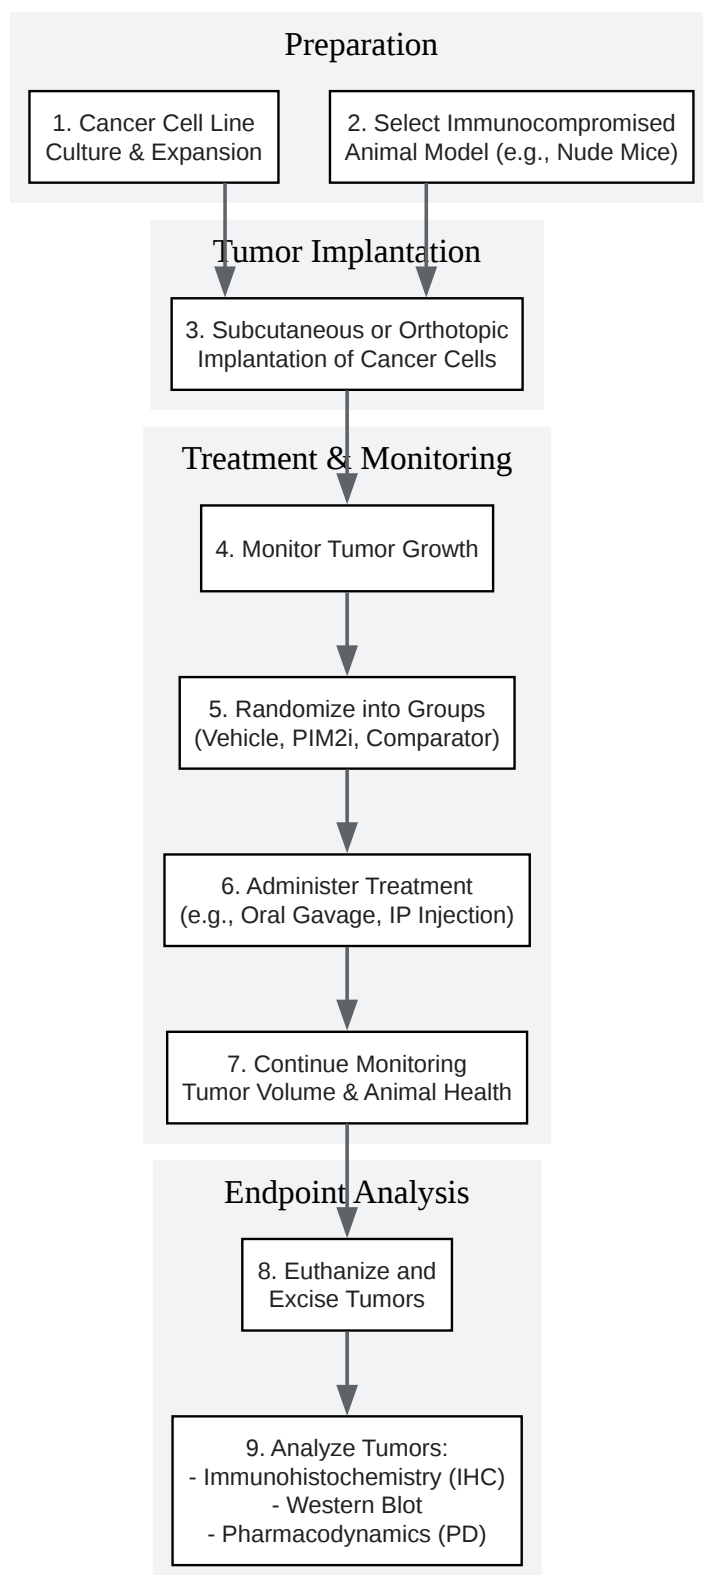 Preparation
1. Cancer Cell Line
Culture & Expansion
2. Select Immunocompromised
Animal Model (e.g., Nude Mice)
Tumor Implantation
3. Subcutaneous or Orthotopic
Implantation of Cancer Cells
Treatment & Monitoring
4. Monitor Tumor Growth
5. Randomize into Groups
(Vehicle, PIM2i, Comparator)
6. Administer Treatment
(e.g., Oral Gavage, IP Injection)
7. Continue Monitoring
Tumor Volume & Animal Health
Endpoint Analysis
8. Euthanize and
Excise Tumors
9. Analyze Tumors:
- Immunohistochemistry (IHC)
- Western Blot
- Pharmacodynamics (PD)